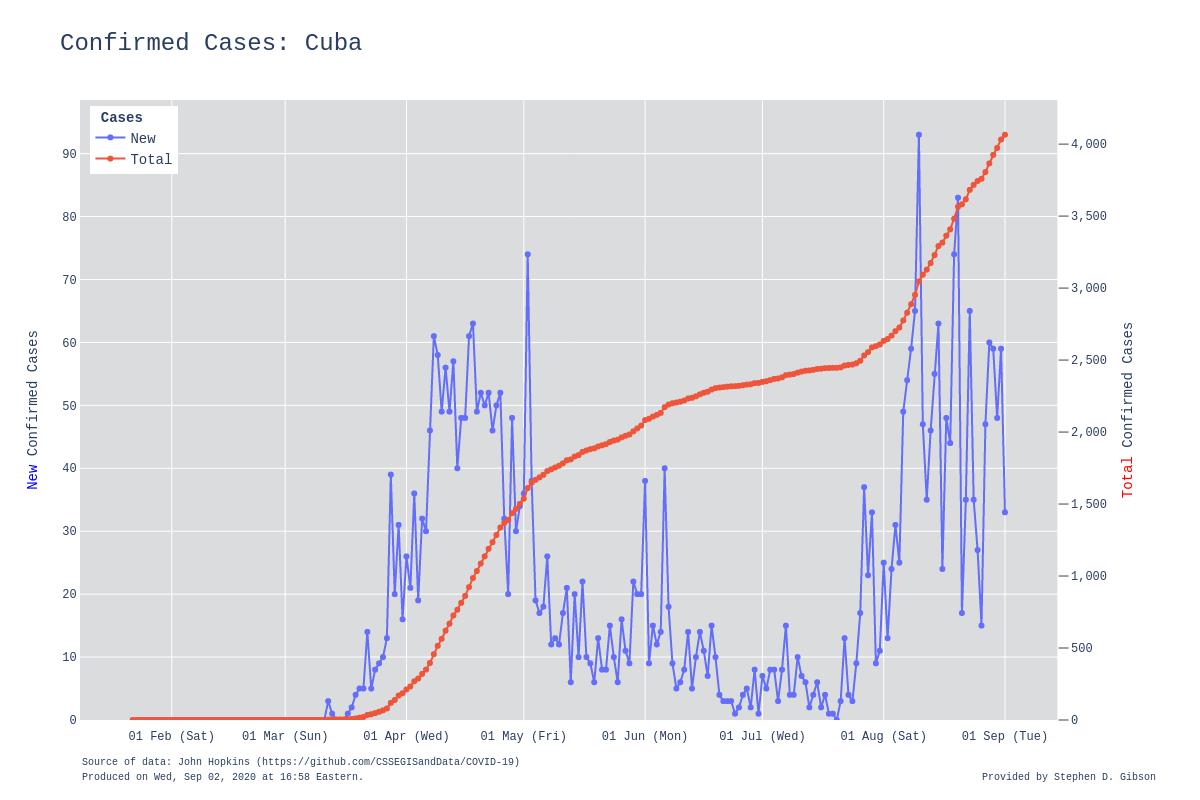 Confirmed Cases: Cuba
Cases
New
Total
90
80
70
60
50
40
30
20
10
0
4,000
3,500
3,000
2,500
2,000
1,500
1,000
500
0
New Confirmed Cases
Total Confirmed Cases
01 Feb (Sat) 01 Mar (Sun) 01 Apr (Wed) 01 May (Fri) 01 Jun (Mon) 01 Jul (Wed) 01 Aug (Sat) 01 Sep (Tue)
Source of data: John Hopkins (https://github.com/CSSEGISandData/COVID-19)
Produced on Wed, Sep 02, 2020 at 16:58 Eastern.
Provided by Stephen D. Gibson